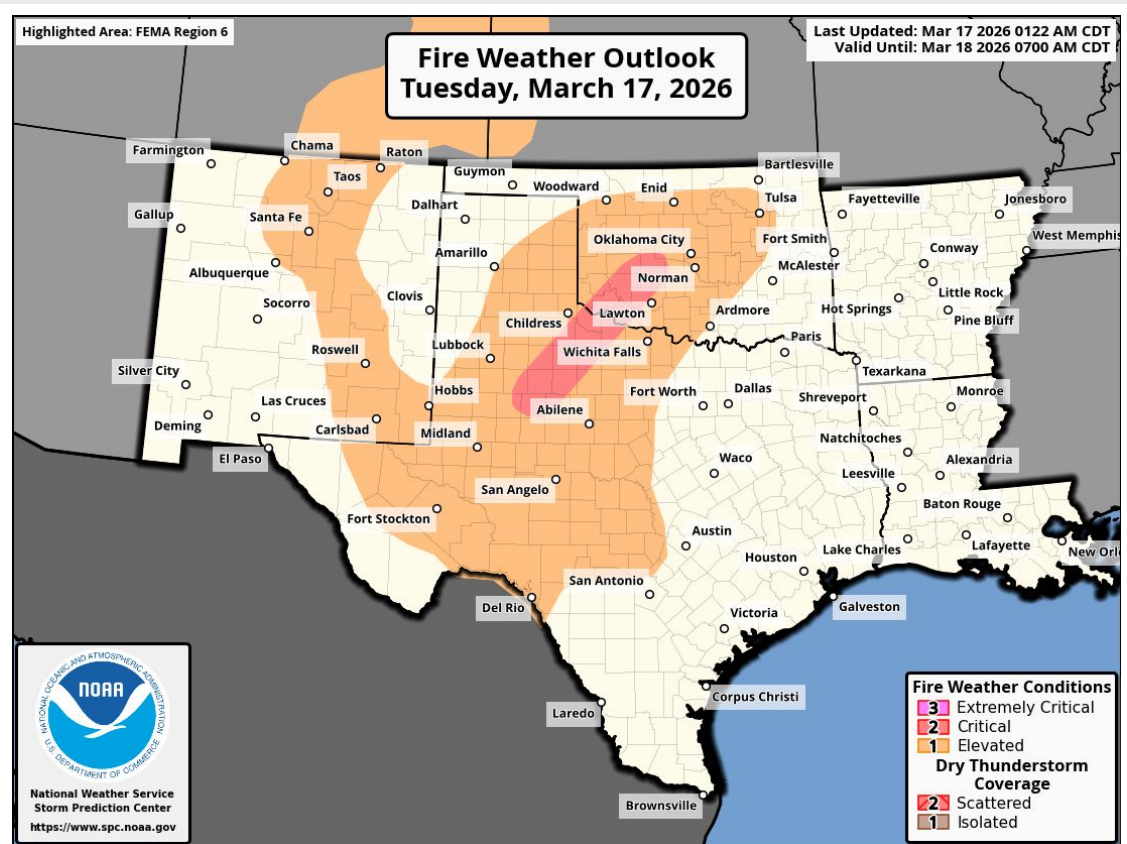 Highlighted Area: FEMA Region 6
Fire Weather Outlook
Tuesday, March 17, 2026
Last Updated: Mar 17 2026 0122 AM CDT
Valid Until: Mar 18 2026 0700 AM CDT
Farmington
Chama
Raton
Taos
Gallup
Santa Fe
Albuquerque
Socorro
Clovis
Roswell
Silver City
Las Cruces
Deming
Carlsbad
Hobbs
El Paso
Guymon
Woodward
Enid
Bartlesville
Tulsa
Dalhart
Amarillo
Oklahoma City
Norman
Fort Smith
McAlester
Lawton
Ardmore
Childress
Lubbock
Wichita Falls
Paris
Fayetteville
Jonesboro
West Memphis
Conway
Little Rock
Hot Springs
Pine Bluff
Texarkana
Fort Worth
Dallas
Shreveport
Monroe
Abilene
Midland
Natchitoches
Waco
Leesville
Alexandria
San Angelo
Baton Rouge
Fort Stockton
Austin
Houston
Lake Charles
Lafayette
New Orl
San Antonio
Del Rio
Galveston
Victoria
Corpus Christi
Laredo
Brownsville
NATIONAL OCEANIC AND ATMOSPHERIC ADMINISTRATION
NOAA
U.S. DEPARTMENT OF COMMERCE
National Weather Service
Storm Prediction Center
https://www.spc.noaa.gov
Fire Weather Conditions
3 Extremely Critical
2 Critical
1 Elevated
Dry Thunderstorm
Coverage
2 Scattered
1 Isolated